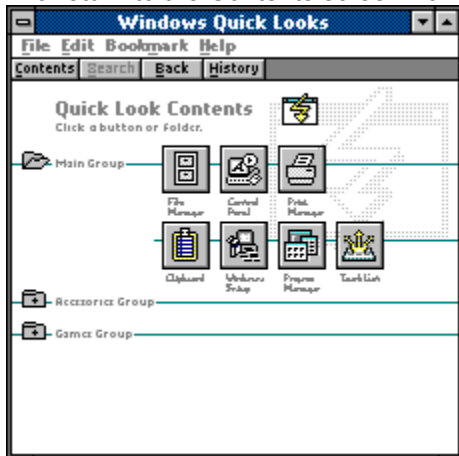 Windows Quick Looks
File Edit Bookmark Help
Contents Search Back History
Quick Look Contents
Click a button or folder.
Main Group
File Control Print
Manager Panel Manager
Clipboard Windows Program Task List
Setup Manager
Accessories Group
Games Group